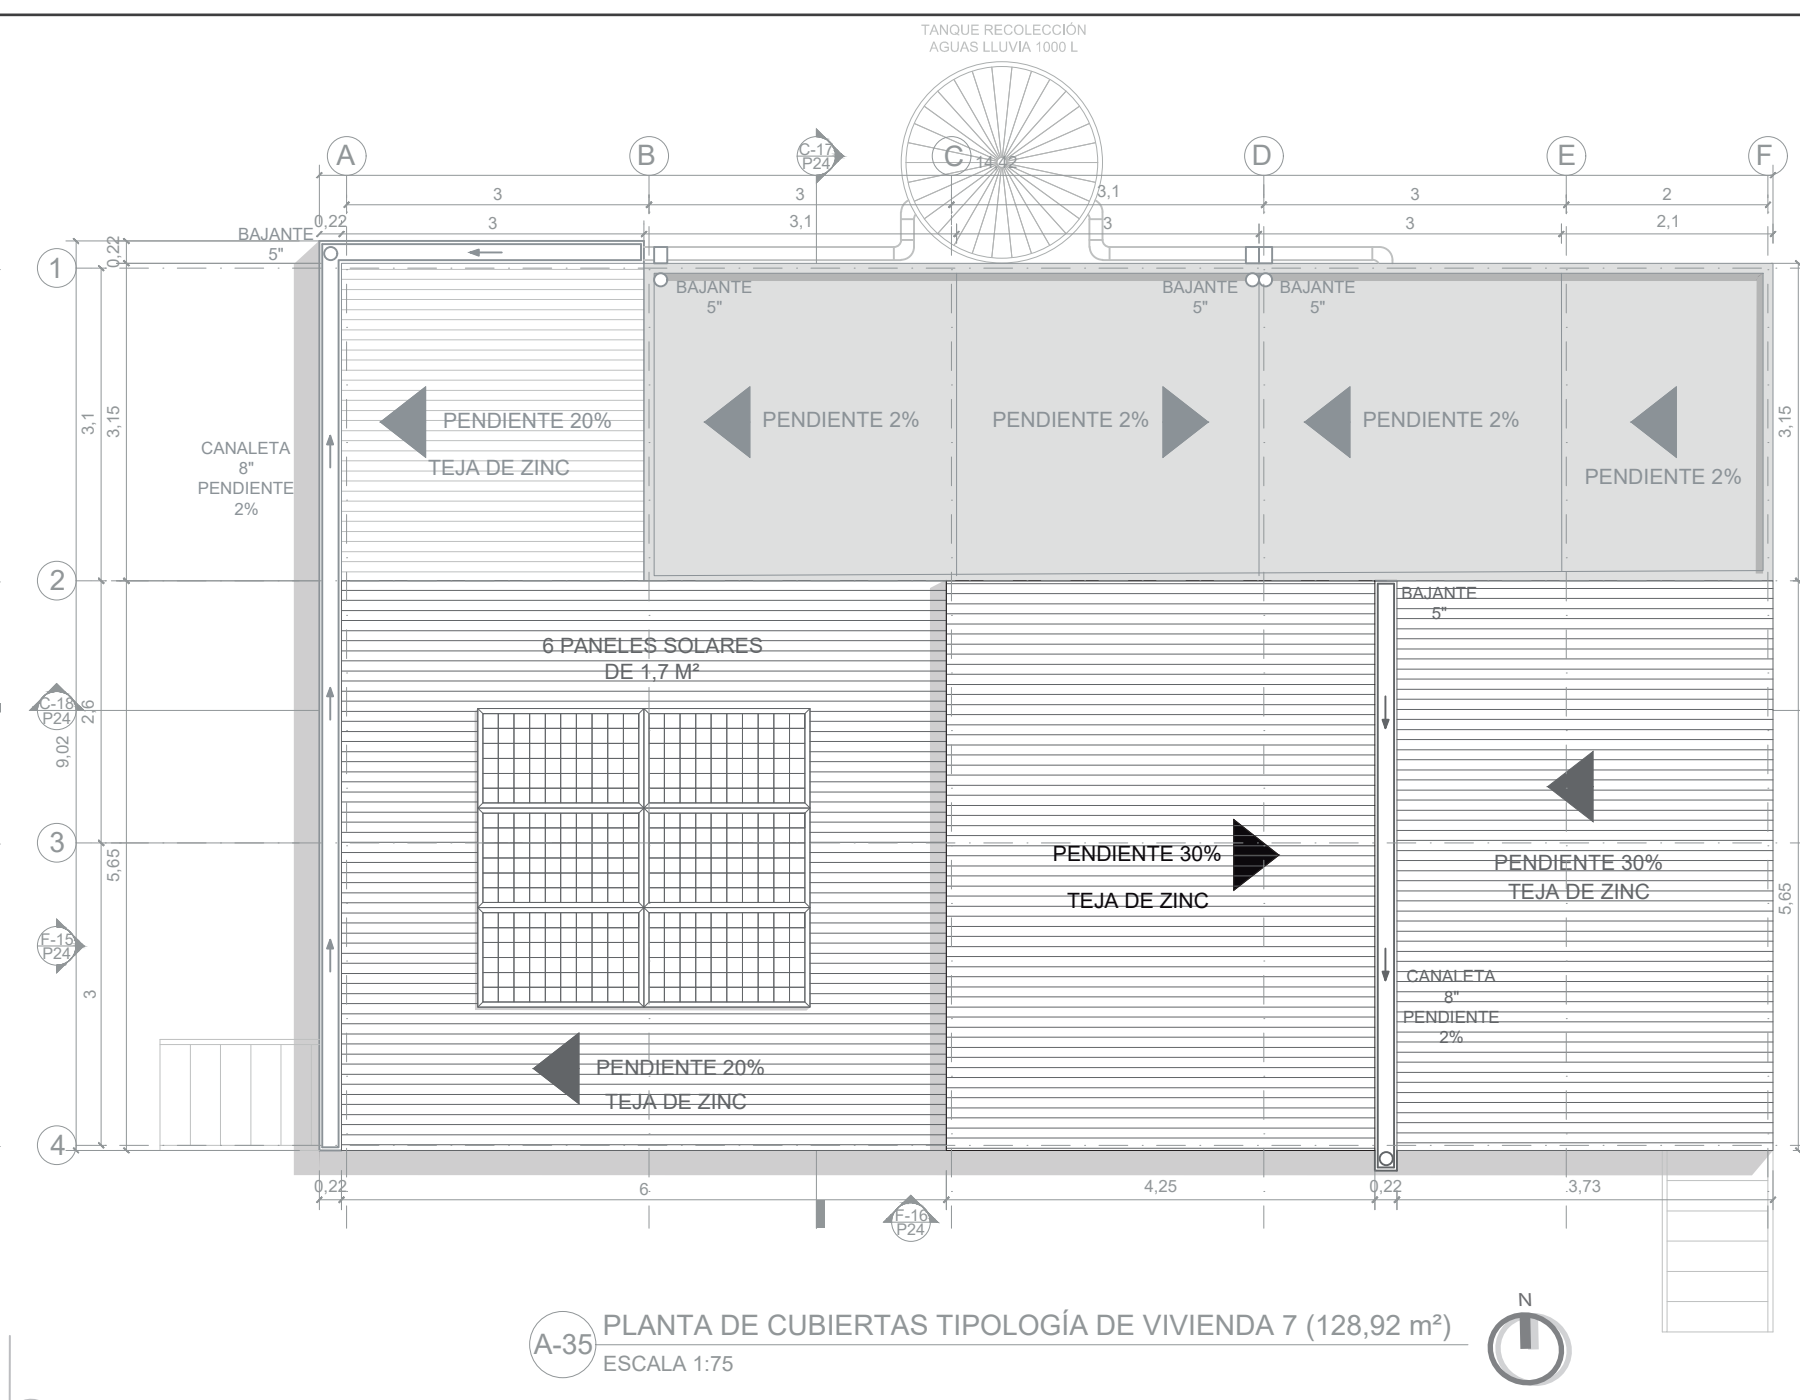 TANQUE RECOLECCIÓN
AGUAS LLUVIA 1000 L
A
B
C-17
P24
C
14,42
D
E
F
3
3
3,1
3
2
0,22
3
3,1
3
3
2,1
BAJANTE
5"
0,22
1
BAJANTE
5"
BAJANTE
5"
BAJANTE
5"
3,1
3,15
PENDIENTE 20%
TEJA DE ZINC
PENDIENTE 2%
PENDIENTE 2%
PENDIENTE 2%
PENDIENTE 2%
3,15
CANALETA
8"
PENDIENTE
2%
2
BAJANTE
5"
6 PANELES SOLARES
DE 1,7 M²
C-18
P24
2,6
9,02
3
5,65
PENDIENTE 30%
TEJA DE ZINC
PENDIENTE 30%
TEJA DE ZINC
5,65
F-15
P24
3
CANALETA
8"
PENDIENTE
2%
PENDIENTE 20%
TEJA DE ZINC
4
0,22
6
4,25
0,22
3,73
F-16
P24
A-35
PLANTA DE CUBIERTAS TIPOLOGÍA DE VIVIENDA 7 (128,92 m²)
ESCALA 1:75
N